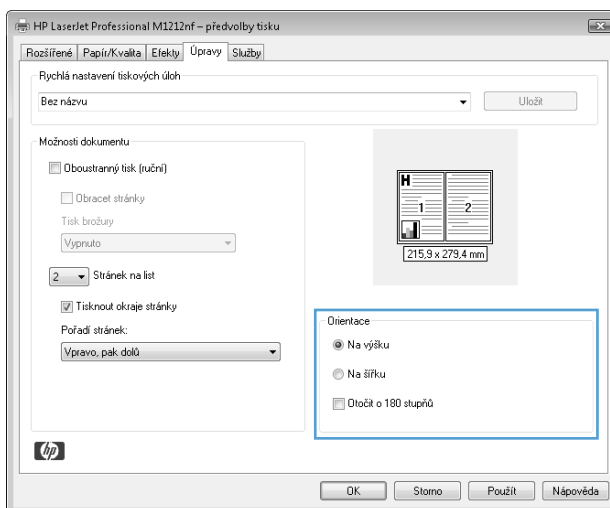 HP LaserJet Professional M1212nf – předvolby tisku
Rozšířené Papír/Kvalita Efekty Úpravy Služby
Rychlá nastavení tiskových úloh
Bez názvu Uložit
Možnosti dokumentu
Oboustranný tisk (ruční)
Obracet stránky
Tisk brožury
Vypnuto
2 Stránek na list
Tisknout okraje stránky
Pořadí stránek:
Vpravo, pak dolů
H
1 2
215,9 x 279,4 mm
Orientace
Na výšku
Na šířku
Otočit o 180 stupňů
hp
OK Storno Použít Nápověda